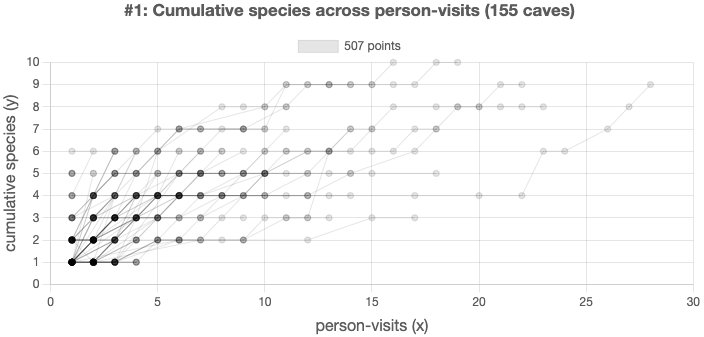 #1: Cumulative species across person-visits (155 caves)
507 points
cumulative species (y)
10
9
8
7
6
5
4
3
2
1
0
0 5 10 15 20 25 30
person-visits (x)